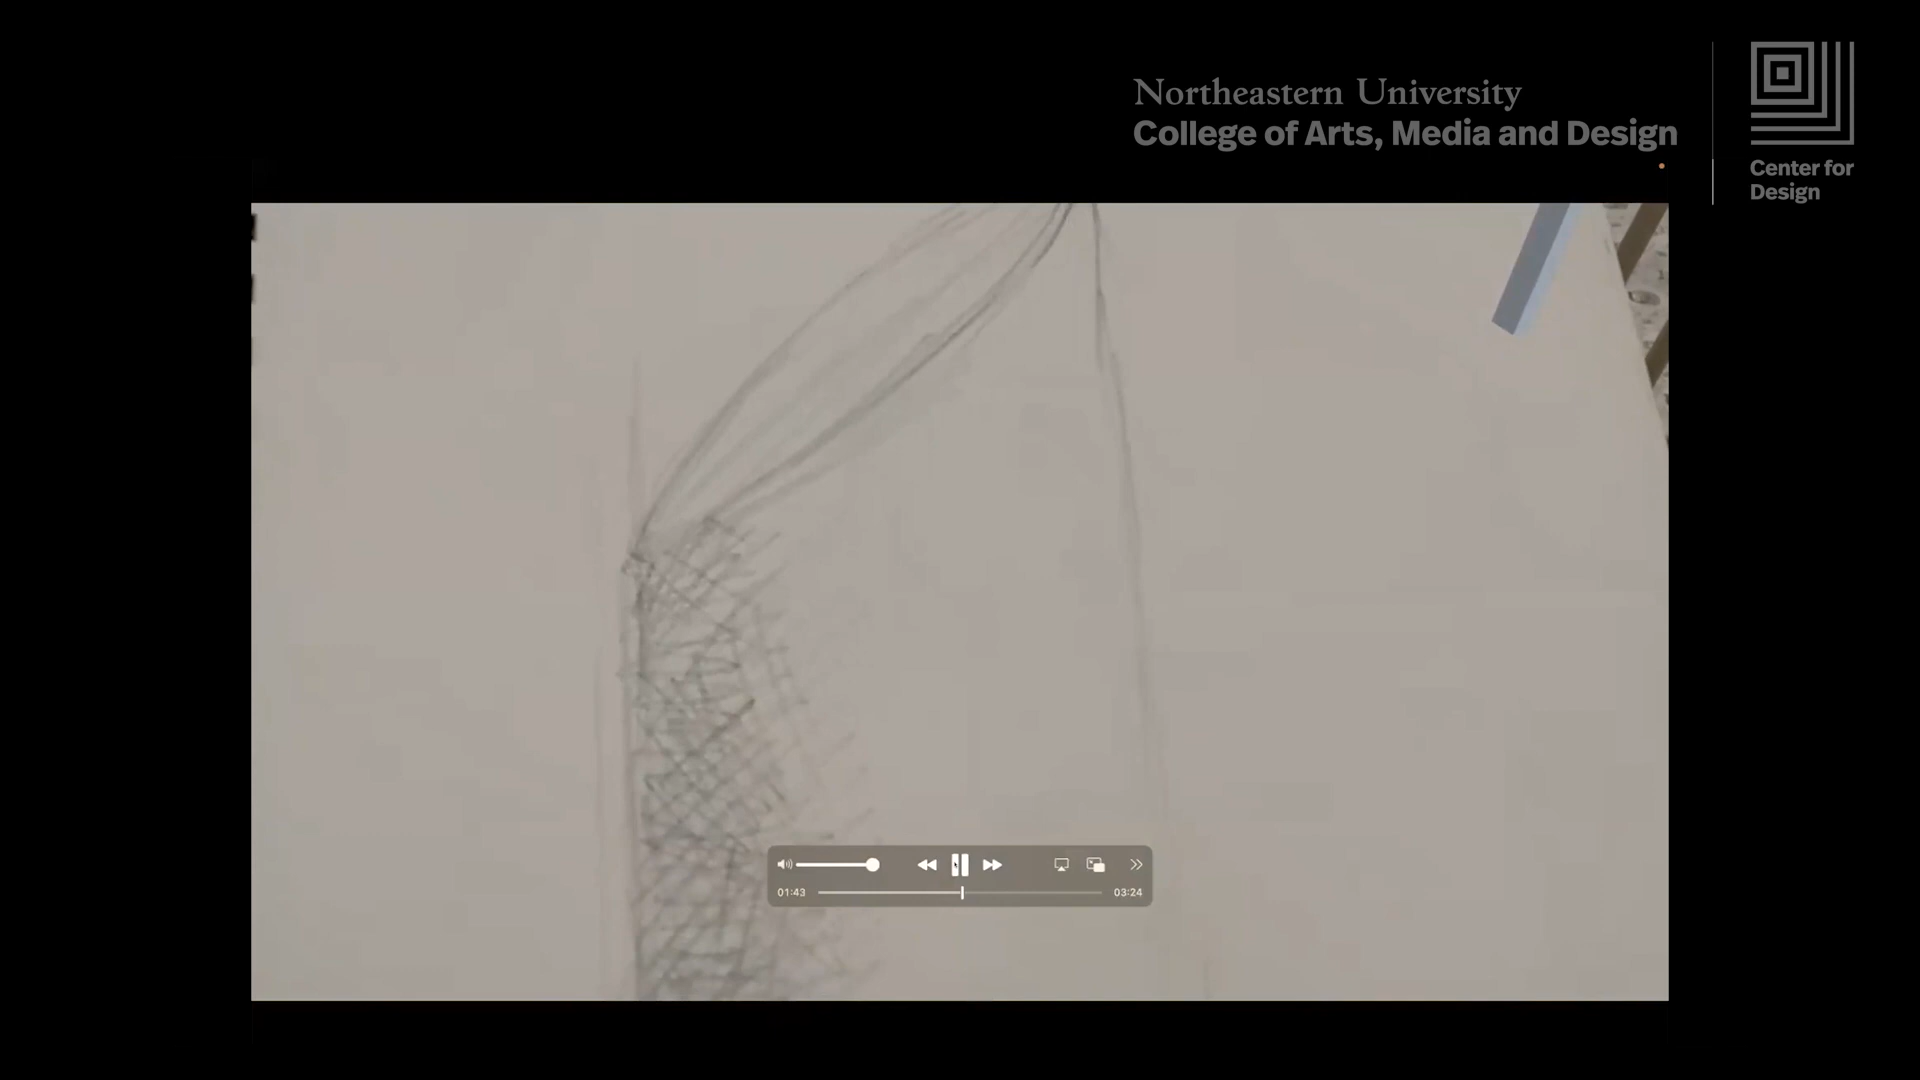 Northeastern University
College of Arts, Media and Design
Center for
Design
01:43
03:24